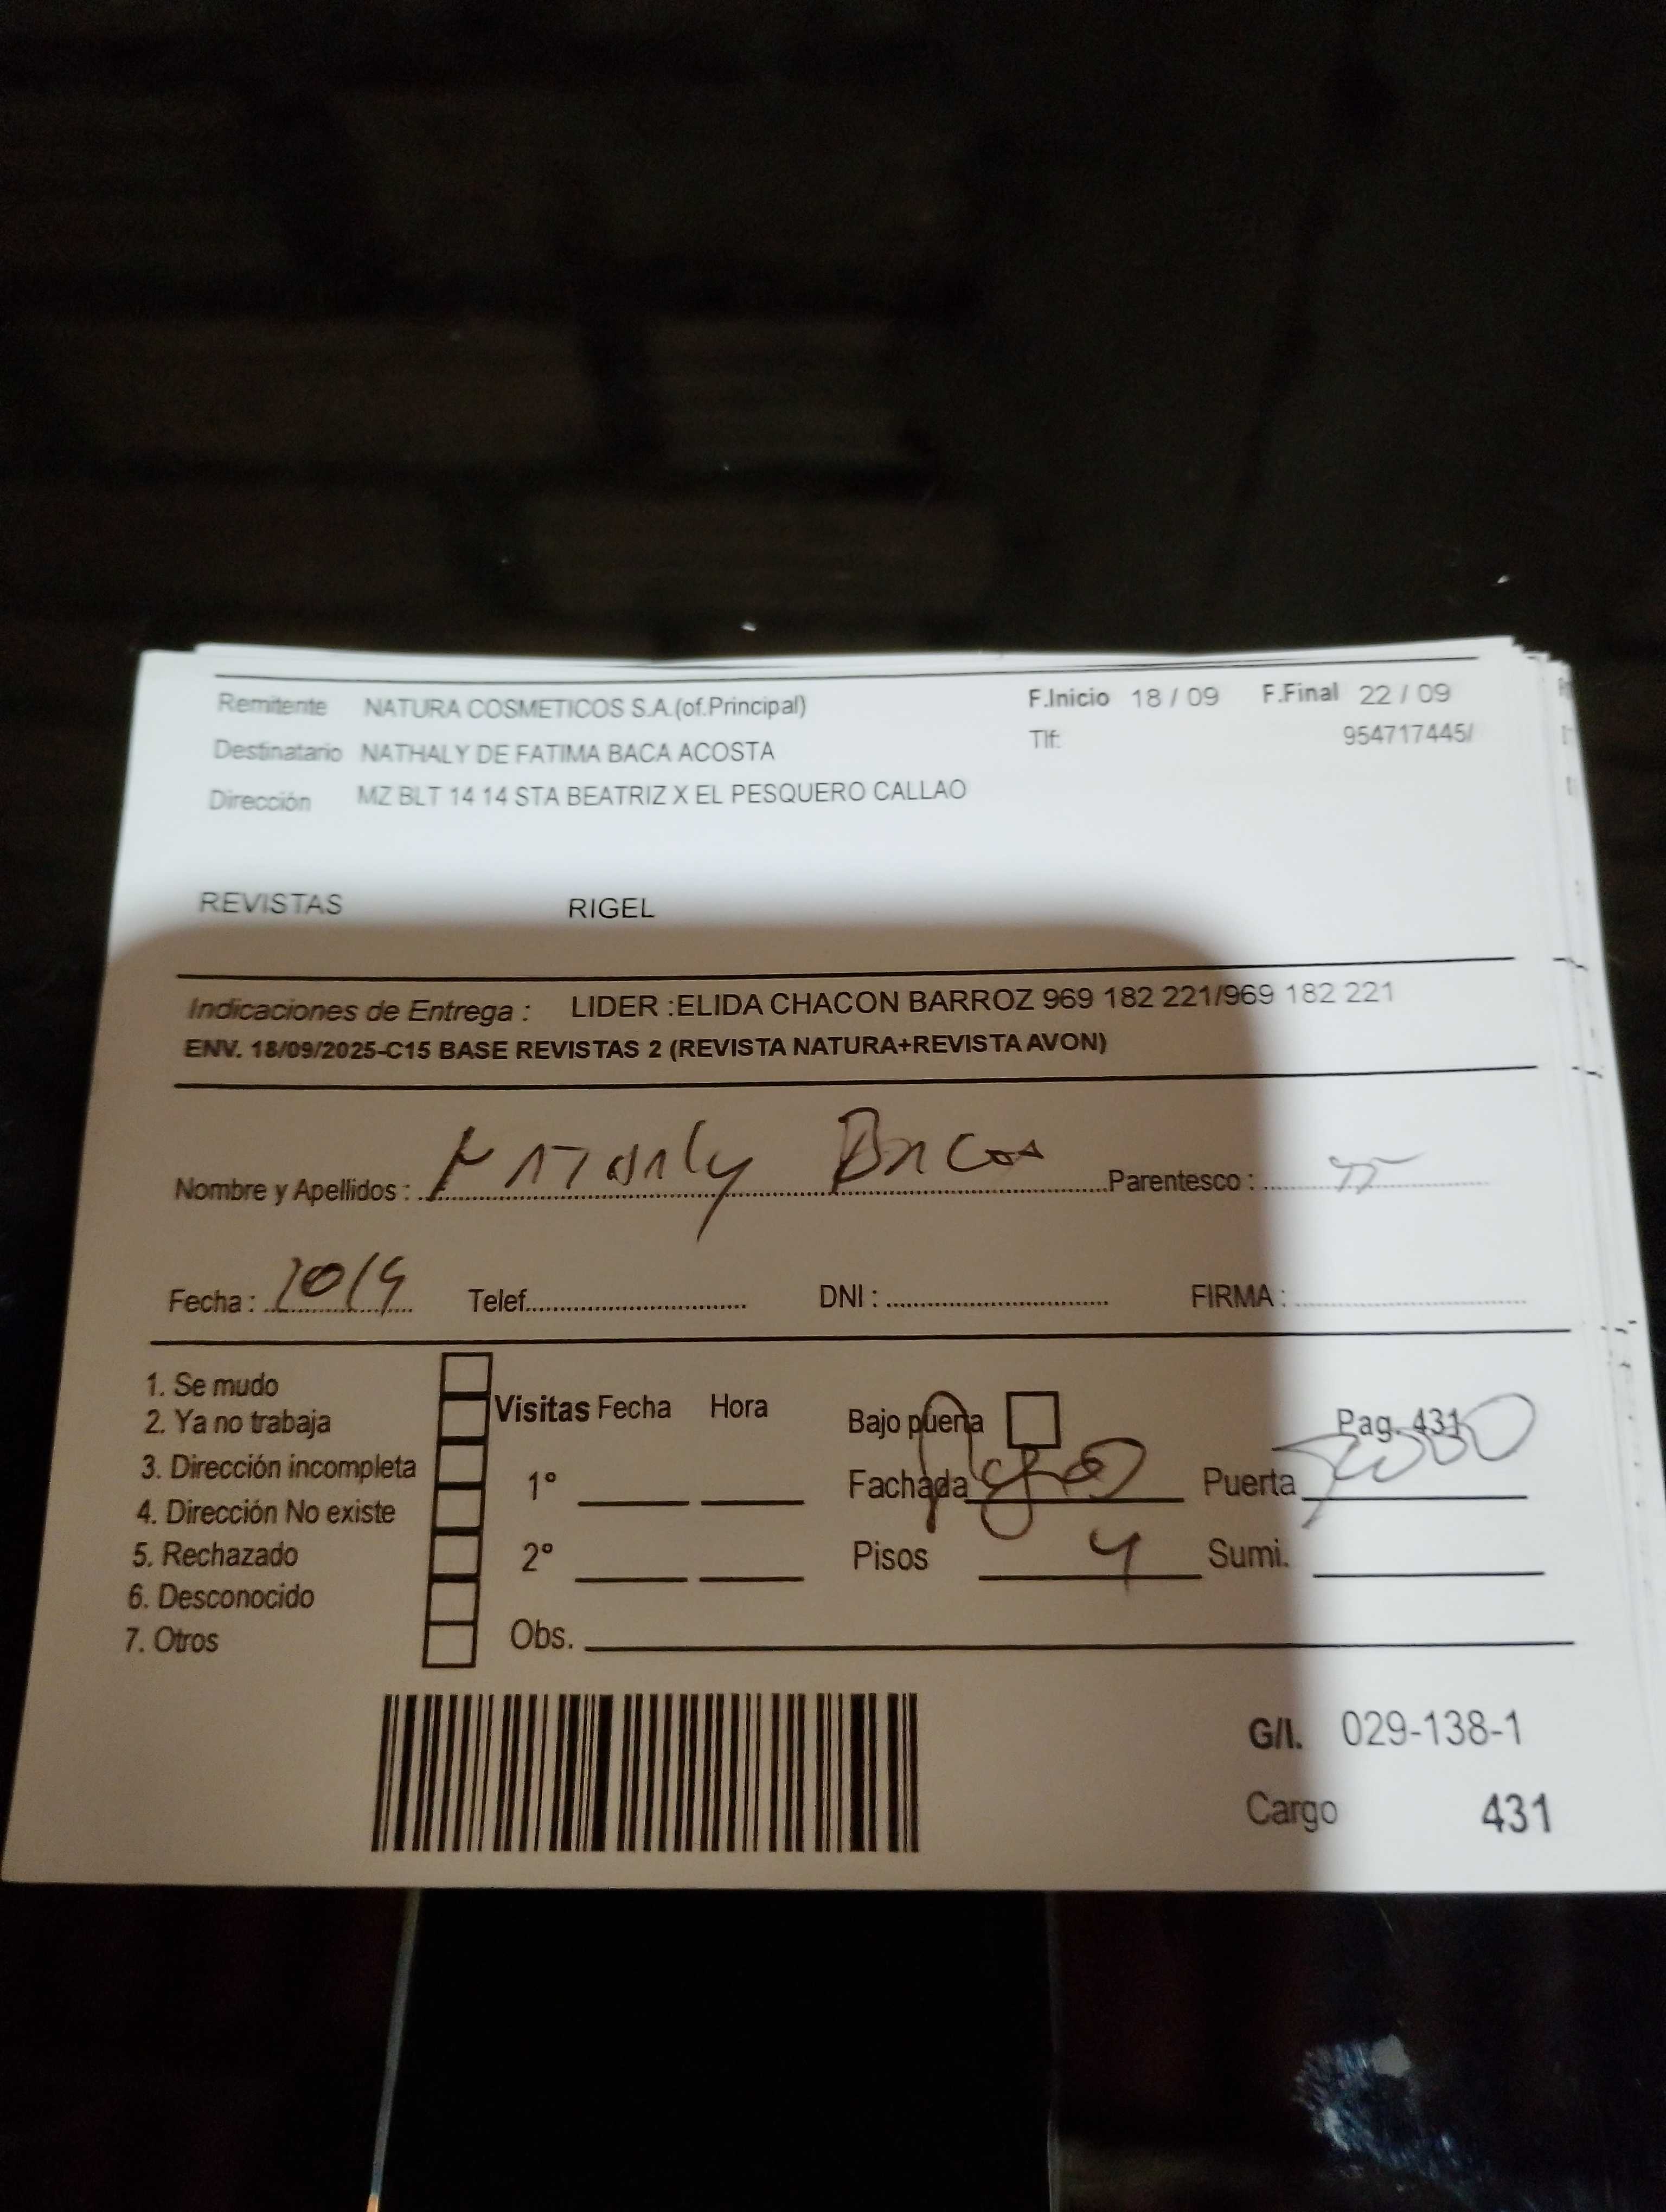 Remitente NATURA COSMETICOS S.A.(of.Principal) F.Inicio 18 / 09 F.Final 22 / 09
Destinatario NATHALY DE FATIMA BACA ACOSTA Tlf: 954717445/
Dirección MZ BLT 14 14 STA BEATRIZ X EL PESQUERO CALLAO
REVISTAS RIGEL
Indicaciones de Entrega : LIDER :ELIDA CHACON BARROZ 969 182 221/969 182 221
ENV. 18/09/2025-C15 BASE REVISTAS 2 (REVISTA NATURA+REVISTA AVON)
Nombre y Apellidos : Parentesco :
Fecha : Telef. DNI : FIRMA :
1. Se mudo
2. Ya no trabaja Visitas Fecha Hora Bajo puerta Pag. 431
3. Dirección incompleta 1° Fachada Puerta
4. Dirección No existe
5. Rechazado 2° Pisos 4 Sumi.
6. Desconocido
7. Otros Obs.
G/I. 029-138-1
Cargo 431